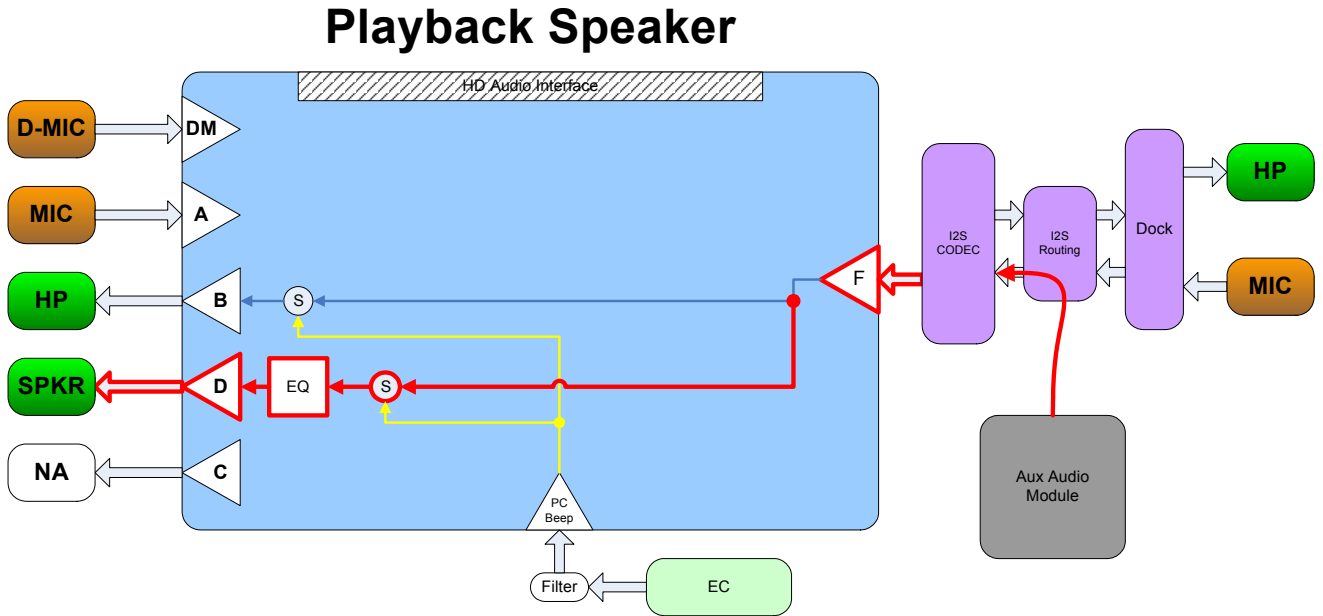 Playback Speaker
HD Audio Interface
D-MIC
DM
MIC
A
HP
B
S
SPKR
D
EQ
S
NA
C
PC
Beep
Filter
EC
F
I2S
CODEC
I2S
Routing
Dock
HP
MIC
Aux Audio
Module